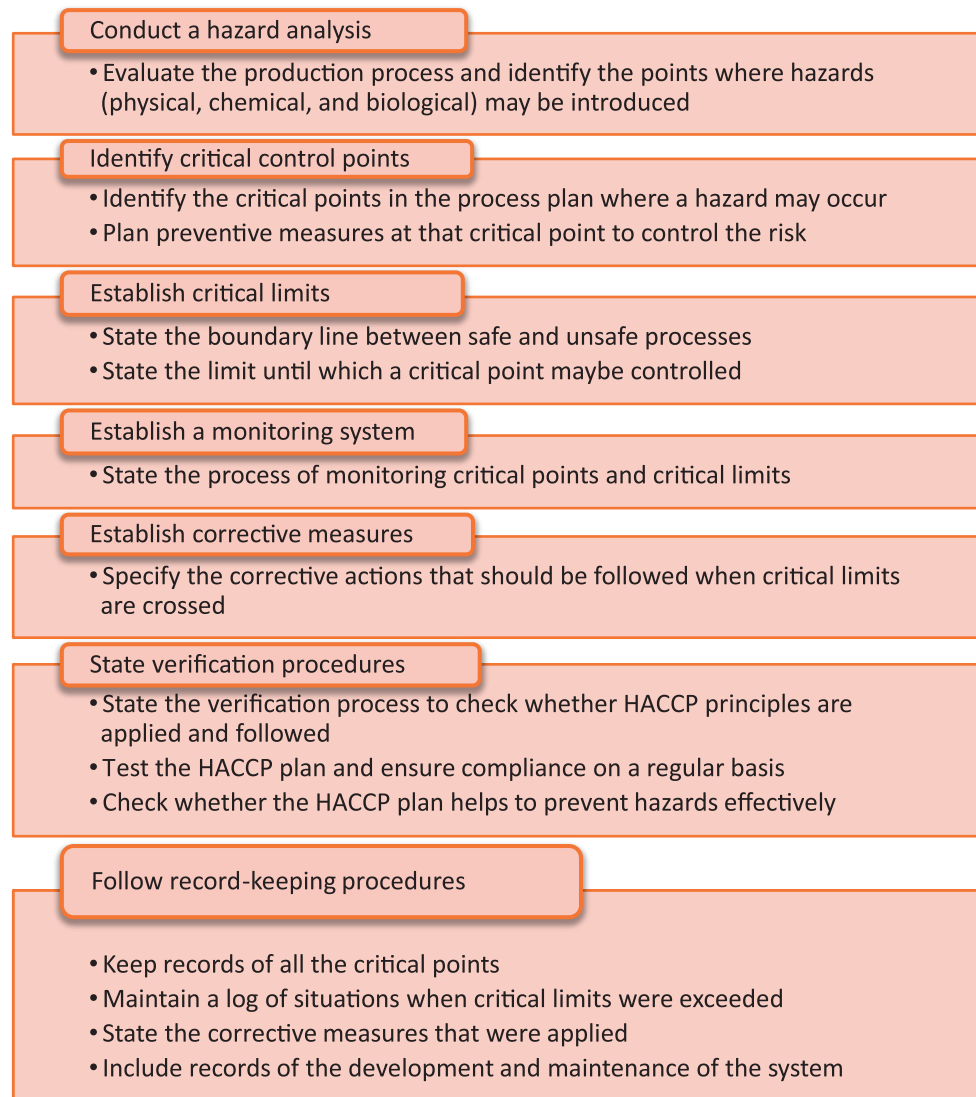 Conduct a hazard analysis
• Evaluate the production process and identify the points where hazards
(physical, chemical, and biological) may be introduced
Identify critical control points
• Identify the critical points in the process plan where a hazard may occur
• Plan preventive measures at that critical point to control the risk
Establish critical limits
• State the boundary line between safe and unsafe processes
• State the limit until which a critical point maybe controlled
Establish a monitoring system
• State the process of monitoring critical points and critical limits
Establish corrective measures
• Specify the corrective actions that should be followed when critical limits
are crossed
State verification procedures
• State the verification process to check whether HACCP principles are
applied and followed
• Test the HACCP plan and ensure compliance on a regular basis
• Check whether the HACCP plan helps to prevent hazards effectively
Follow record-keeping procedures
• Keep records of all the critical points
• Maintain a log of situations when critical limits were exceeded
• State the corrective measures that were applied
• Include records of the development and maintenance of the system